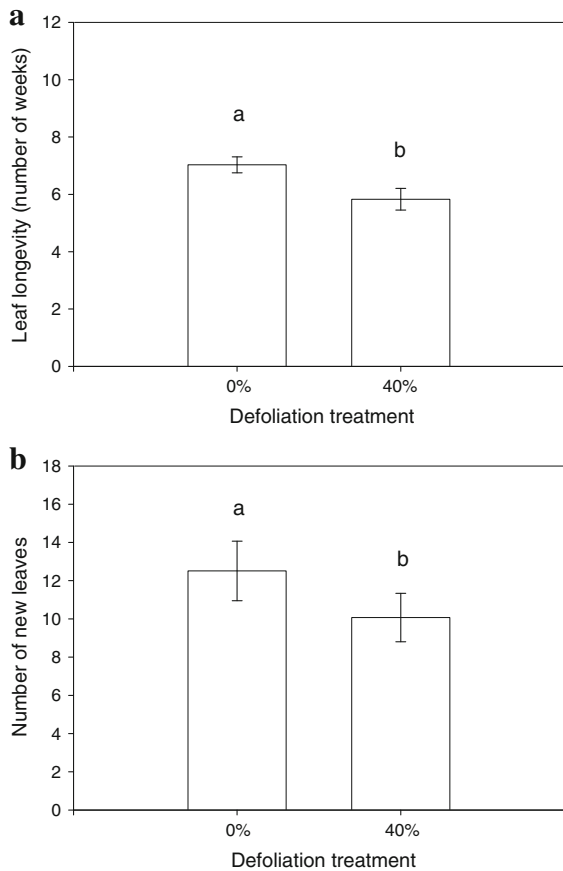 a
12
10
8
6
4
2
0
Leaf longevity (number of weeks)
a
b
0%
40%
Defoliation treatment
b
18
16
14
12
10
8
6
4
2
0
Number of new leaves
a
b
0%
40%
Defoliation treatment